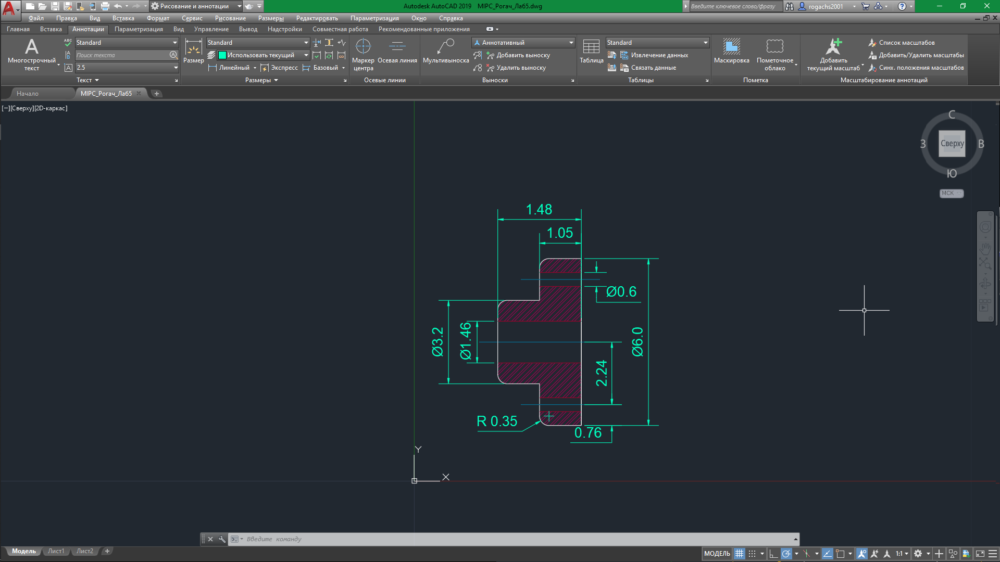 Рисование и аннотации
Autodesk AutoCAD 2019 MIPC_Рогач_Лаб5.dwg
Введите ключевое слово/фразу
rogachs2001
Файл Правка Вид Вставка Формат Сервис Рисование Размеры Редактировать Параметризация Окно Справка
Главная Вставка Аннотации Параметризация Вид Управление Вывод Надстройки Совместная работа Рекомендованные приложения
A
Многострочный
текст
ABC
Standard
Поиск текста
2.5
Текст
Размер
Standard
Использовать текущий
Линейный Экспресс Базовый
Размеры
Маркер
центра
Осевая линия
Осевые линии
Мультивыноска
Аннотативный
Добавить выноску
Удалить выноску
Выноски
Таблица
Standard
Извлечение данных
Связать данные
Таблицы
Маскировка
Пометочное
облако
Пометка
Добавить
текущий масштаб
Список масштабов
Добавить/Удалить масштабы
Синх. положения масштабов
Масштабирование аннотаций
Начало MIPC_Рогач_Лаб5
[−][Сверху][2D-каркас]
С
З Сверху В
Ю
МСК
1.48
1.05
Ø0.6
Ø3.2
Ø1.46
Ø6.0
2.24
R 0.35
0.76
Y
X
Введите команду
Модель Лист1 Лист2
МОДЕЛЬ
1:1